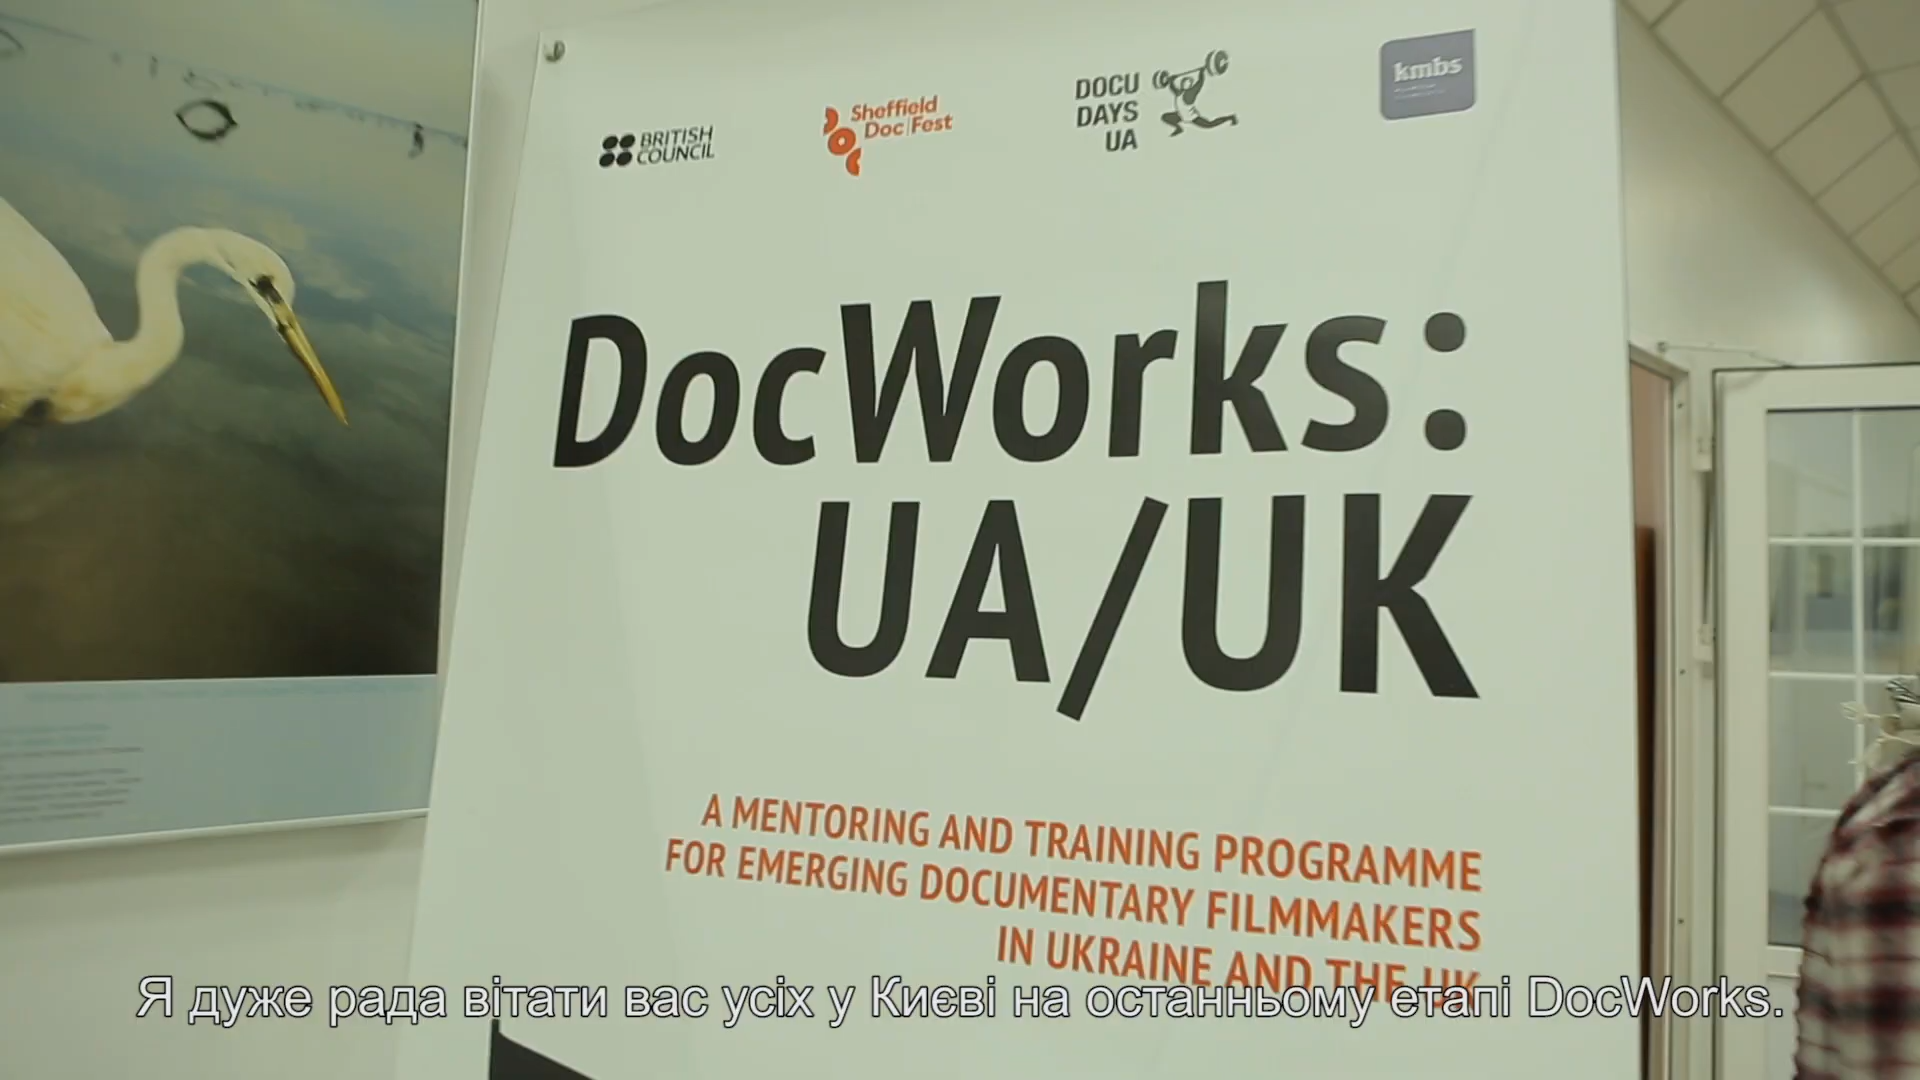 BRITISH
COUNCIL
Sheffield
Doc|Fest
DOCU
DAYS
UA
kmbs
DocWorks:
UA/UK
A MENTORING AND TRAINING PROGRAMME
FOR EMERGING DOCUMENTARY FILMMAKERS
IN UKRAINE AND THE UK
Я дуже рада вітати вас усіх у Києві на останньому етапі DocWorks.